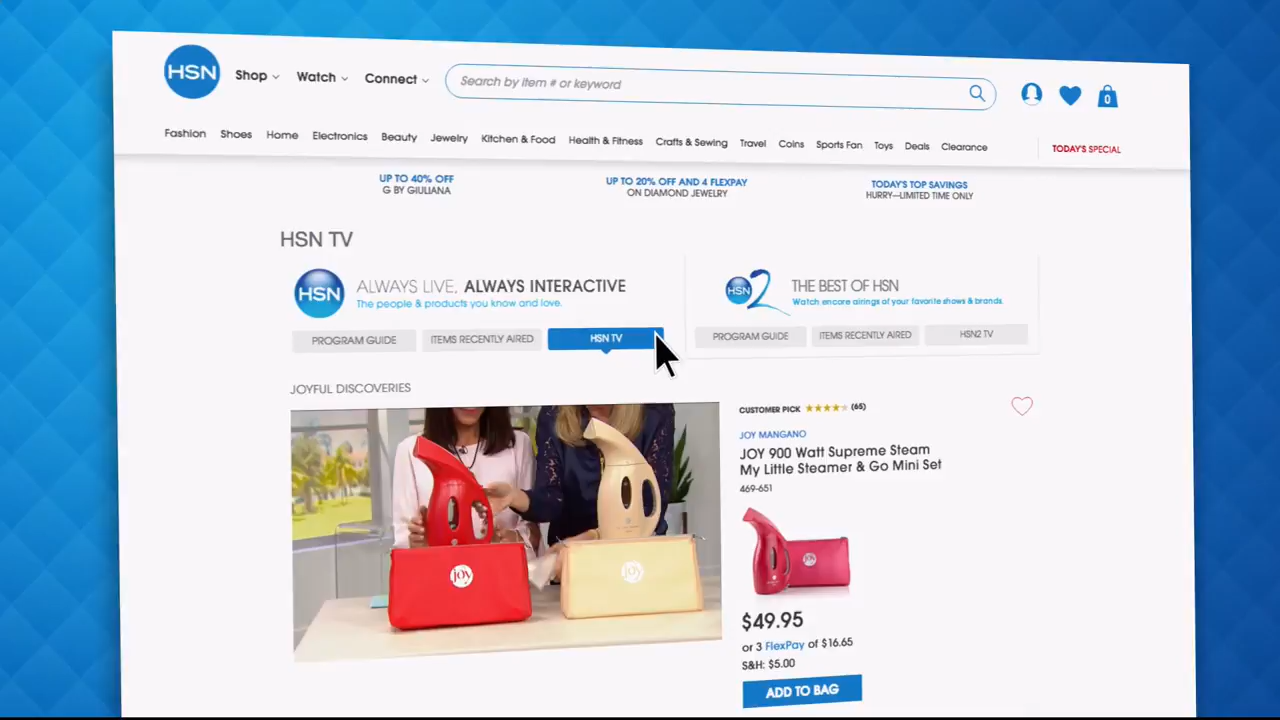 HSN
Shop Watch Connect
Search by item # or keyword
0
Fashion Shoes Home Electronics Beauty Jewelry Kitchen & Food Health & Fitness Crafts & Sewing Travel Coins Sports Fan Toys Deals Clearance TODAY'S SPECIAL
UP TO 40% OFF
G BY GIULIANA
UP TO 20% OFF AND 4 FLEXPAY
ON DIAMOND JEWELRY
TODAY'S TOP SAVINGS
HURRY—LIMITED TIME ONLY
HSN TV
HSN
ALWAYS LIVE, ALWAYS INTERACTIVE
The people & products you know and love.
PROGRAM GUIDE ITEMS RECENTLY AIRED HSN TV
HSN2
THE BEST OF HSN
Watch encore airings of your favorite shows & brands.
PROGRAM GUIDE ITEMS RECENTLY AIRED HSN2 TV
JOYFUL DISCOVERIES
joy
joy
CUSTOMER PICK (65)
JOY MANGANO
JOY 900 Watt Supreme Steam
My Little Steamer & Go Mini Set
469-651
$49.95
or 3 FlexPay of $16.65
S&H: $5.00
ADD TO BAG